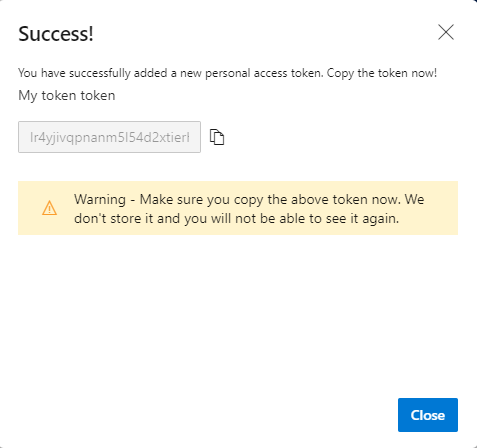 Success!
You have successfully added a new personal access token. Copy the token now!
My token token
Warning - Make sure you copy the above token now. We
don't store it and you will not be able to see it again.
Close